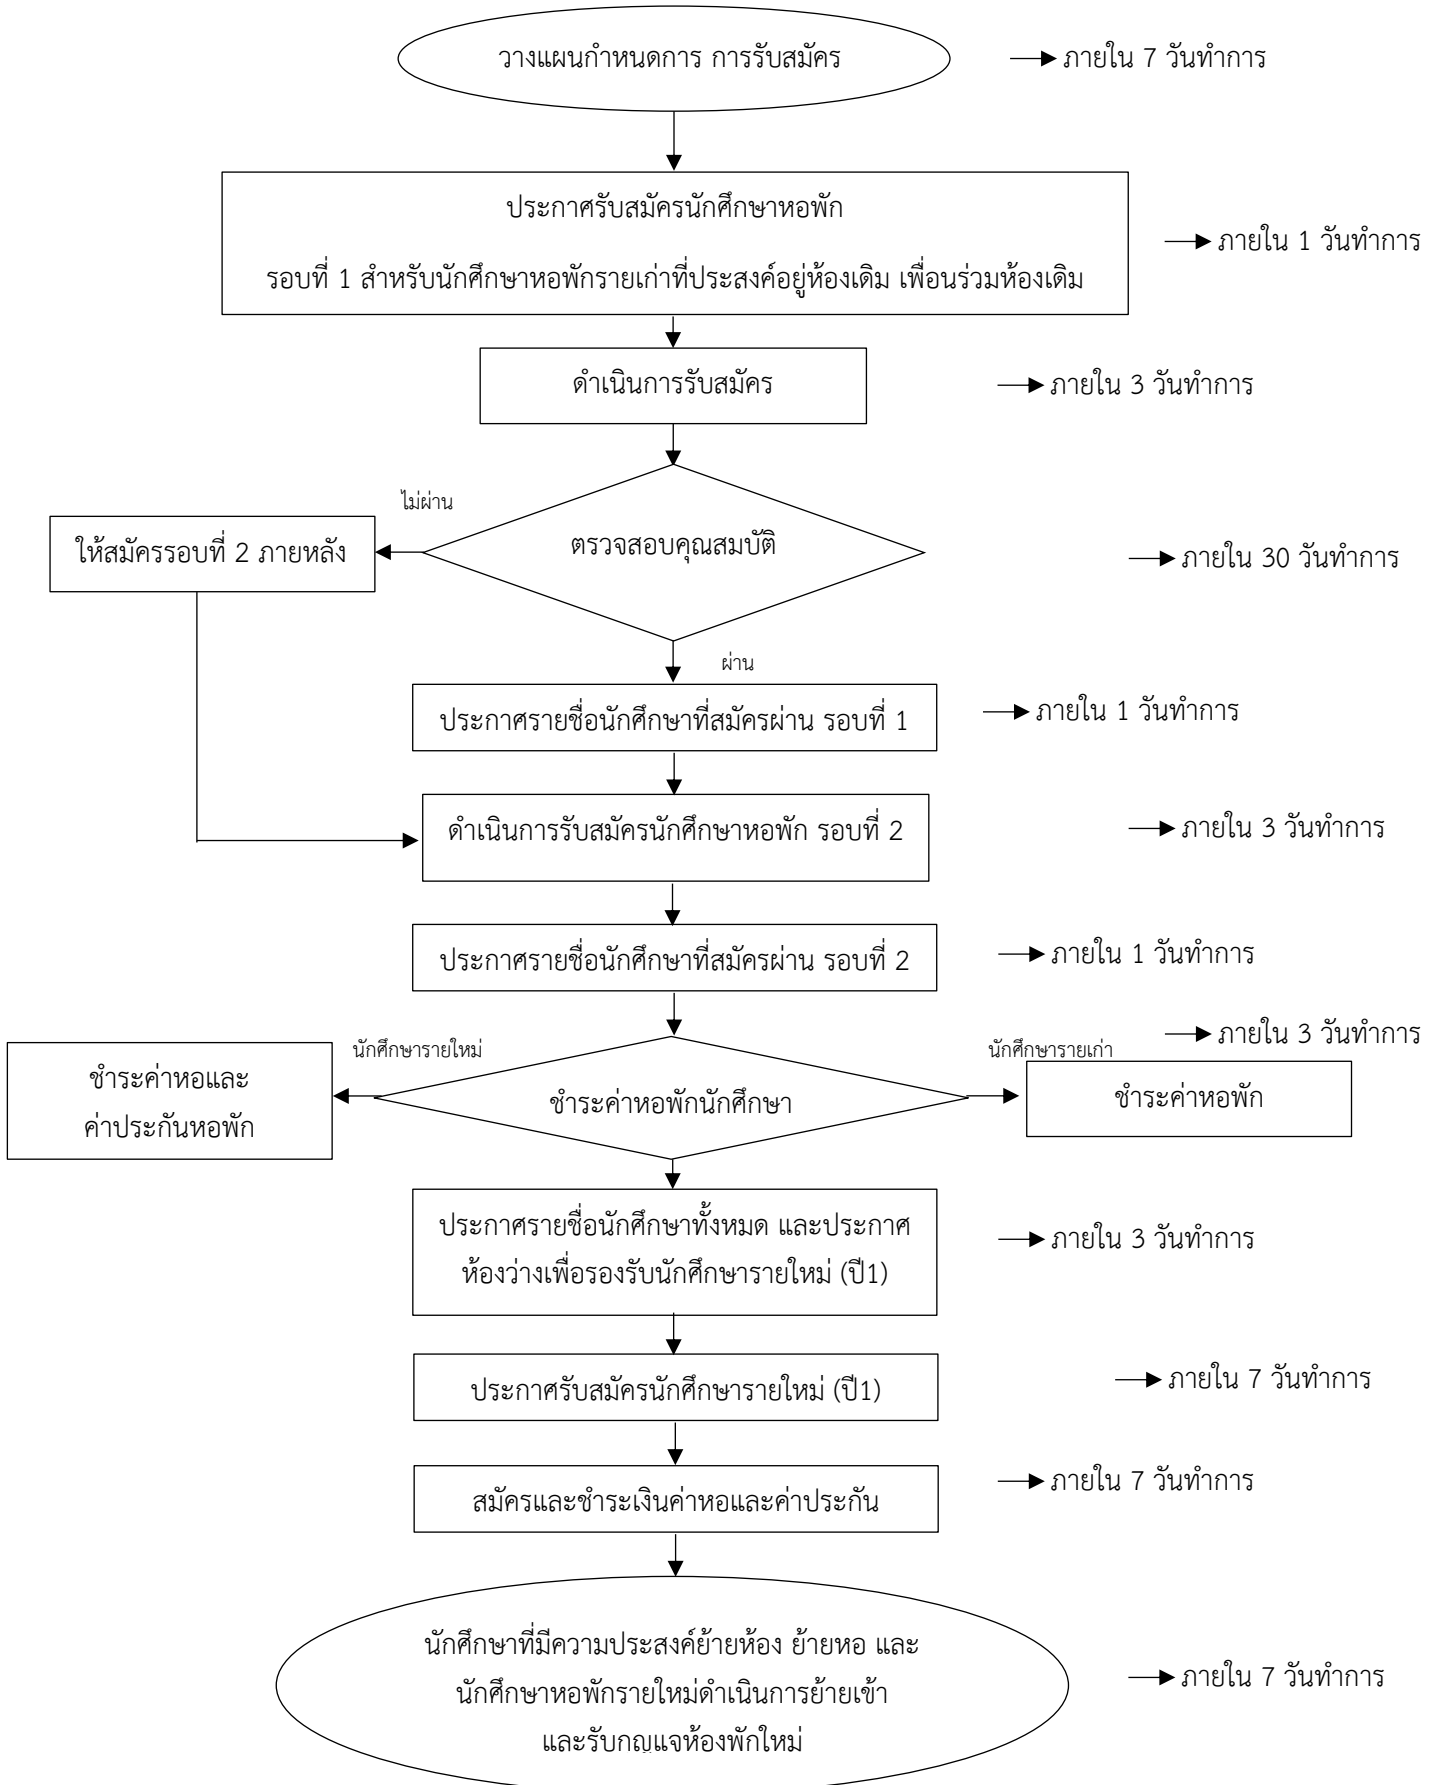 วางแผนกำหนดการ การรับสมัคร
ภายใน 7 วันทำการ
ประกาศรับสมัครนักศึกษาหอพัก
รอบที่ 1 สำหรับนักศึกษาหอพักรายเก่าที่ประสงค์อยู่ห้องเดิม เพื่อนร่วมห้องเดิม
ภายใน 1 วันทำการ
ดำเนินการรับสมัคร
ภายใน 3 วันทำการ
ไม่ผ่าน
ให้สมัครรอบที่ 2 ภายหลัง
ตรวจสอบคุณสมบัติ
ภายใน 30 วันทำการ
ผ่าน
ประกาศรายชื่อนักศึกษาที่สมัครผ่าน รอบที่ 1
ภายใน 1 วันทำการ
ดำเนินการรับสมัครนักศึกษาหอพัก รอบที่ 2
ภายใน 3 วันทำการ
ประกาศรายชื่อนักศึกษาที่สมัครผ่าน รอบที่ 2
ภายใน 1 วันทำการ
ภายใน 3 วันทำการ
นักศึกษารายใหม่
นักศึกษารายเก่า
ชำระค่าหอและ
ค่าประกันหอพัก
ชำระค่าหอพักนักศึกษา
ชำระค่าหอพัก
ประกาศรายชื่อนักศึกษาทั้งหมด และประกาศ
ห้องว่างเพื่อรองรับนักศึกษารายใหม่ (ปี1)
ภายใน 3 วันทำการ
ประกาศรับสมัครนักศึกษารายใหม่ (ปี1)
ภายใน 7 วันทำการ
สมัครและชำระเงินค่าหอและค่าประกัน
ภายใน 7 วันทำการ
นักศึกษาที่มีความประสงค์ย้ายห้อง ย้ายหอ และ
นักศึกษาหอพักรายใหม่ดำเนินการย้ายเข้า
และรับกุญแจห้องพักใหม่
ภายใน 7 วันทำการ